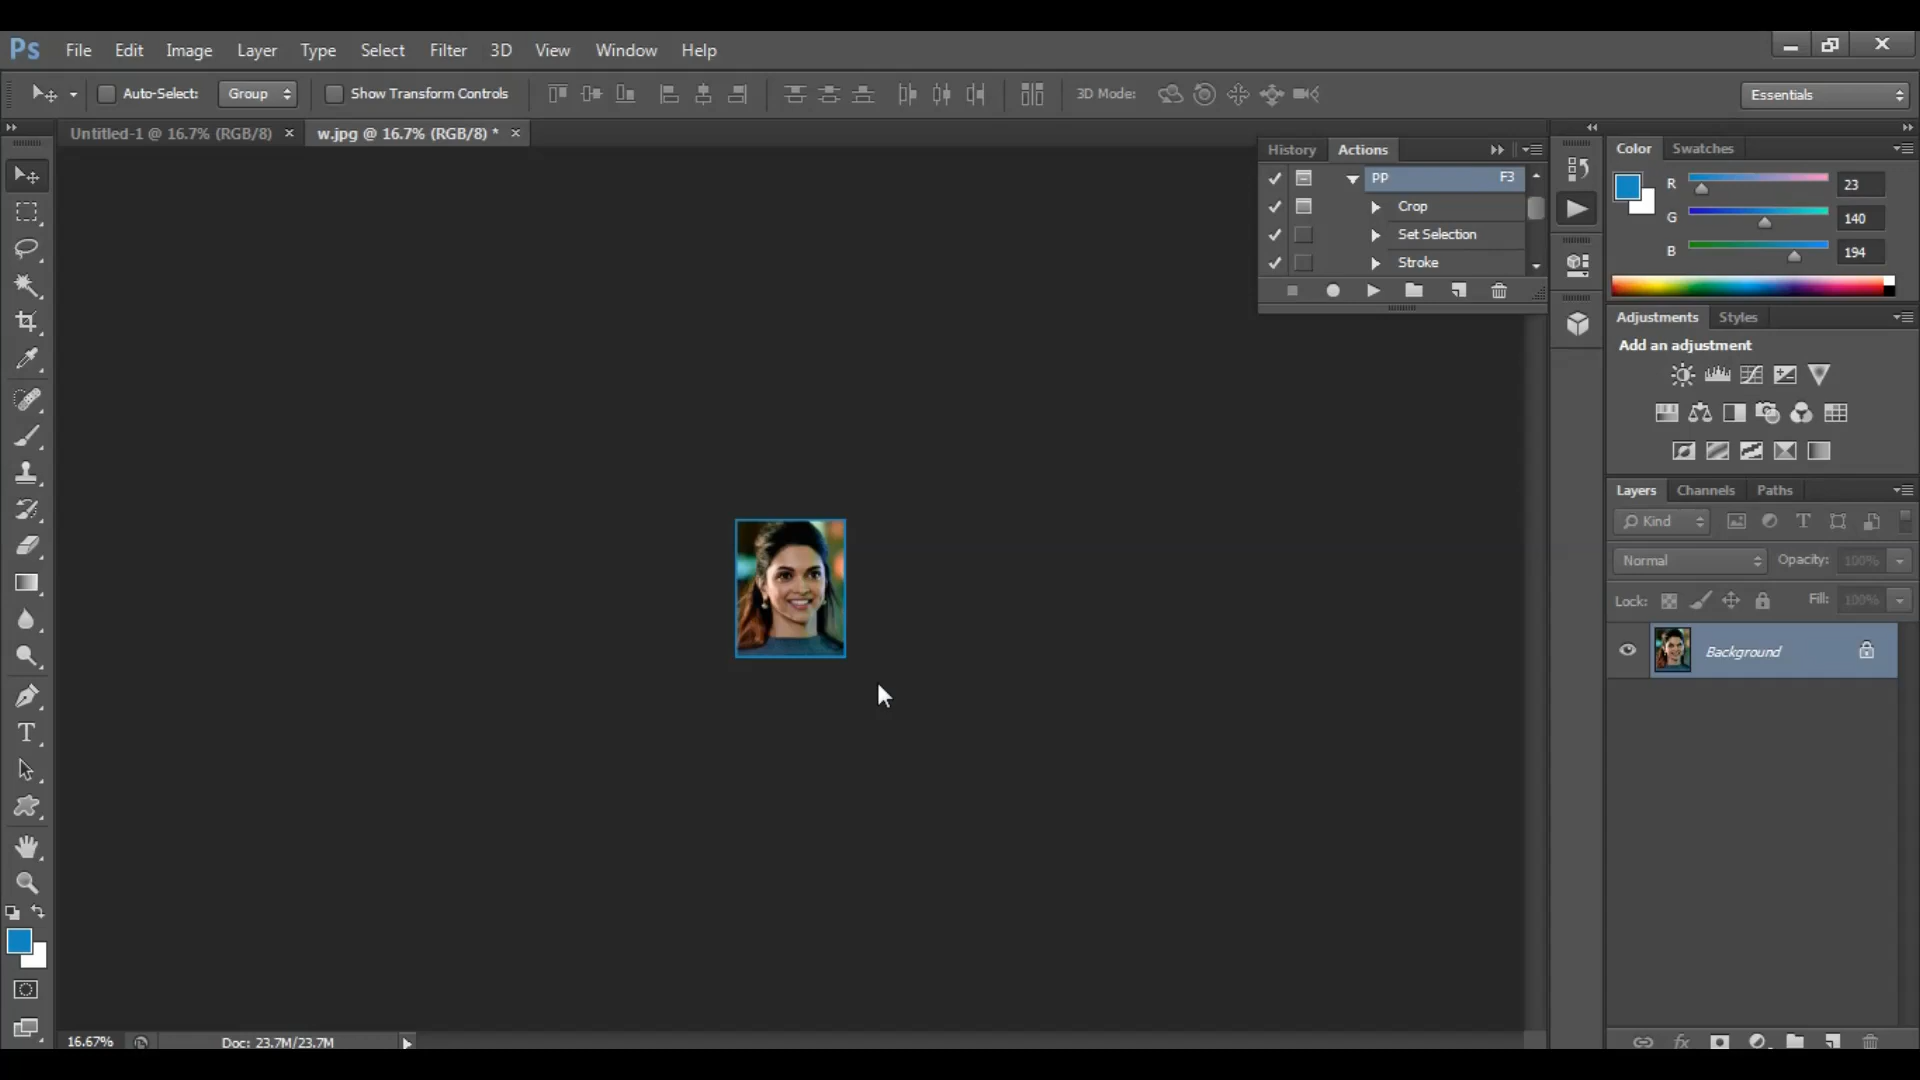 Ps File Edit Image Layer Type Select Filter 3D View Window Help
Auto-Select: Group Show Transform Controls 3D Mode: Essentials
Untitled-1 @ 16.7% (RGB/8) × w.jpg @ 16.7% (RGB/8) * ×
History Actions
PP F3
Crop
Set Selection
Stroke
Color Swatches
R 23
G 140
B 194
Adjustments Styles
Add an adjustment
Layers Channels Paths
Kind
Normal Opacity: 100%
Lock: Fill: 100%
Background
16.67% Doc: 23.7M/23.7M